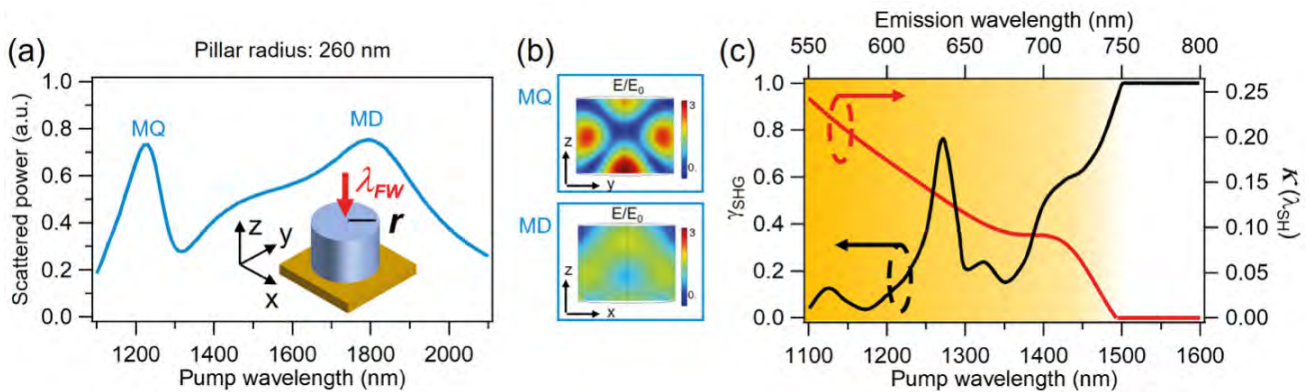 (a)
Pillar radius: 260 nm
Scattered power (a.u.)
1.0
0.8
0.6
0.4
0.2
0.0
MQ
MD
λFW
r
z
y
x
1200 1400 1600 1800 2000
Pump wavelength (nm)
(b)
MQ
E/E0
3
0.
z
y
MD
E/E0
3
0.
z
x
(c)
Emission wavelength (nm)
550 600 650 700 750 800
γSHG
1.0
0.8
0.6
0.4
0.2
0.0
0.25
0.20
0.15
0.10
0.05
0.00
κ (λSH)
1100 1200 1300 1400 1500 1600
Pump wavelength (nm)